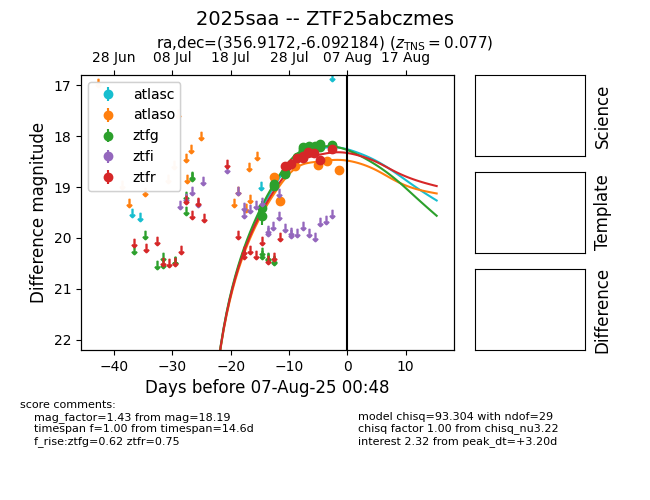 2025saa -- ZTF25abczmes
ra,dec=(356.9172,-6.092184) (z_TNS = 0.077)
28 Jun 08 Jul 18 Jul 28 Jul 07 Aug 17 Aug
17
18
19
20
21
22
Difference magnitude
atlasc
atlaso
ztfg
ztfi
ztfr
−40 −30 −20 −10 0 10
Days before 07-Aug-25 00:48
Science
Template
Difference
score comments:
mag_factor=1.43 from mag=18.19
timespan f=1.00 from timespan=14.6d
f_rise:ztfg=0.62 ztfr=0.75
model chisq=93.304 with ndof=29
chisq factor 1.00 from chisq_nu3.22
interest 2.32 from peak_dt=+3.20d